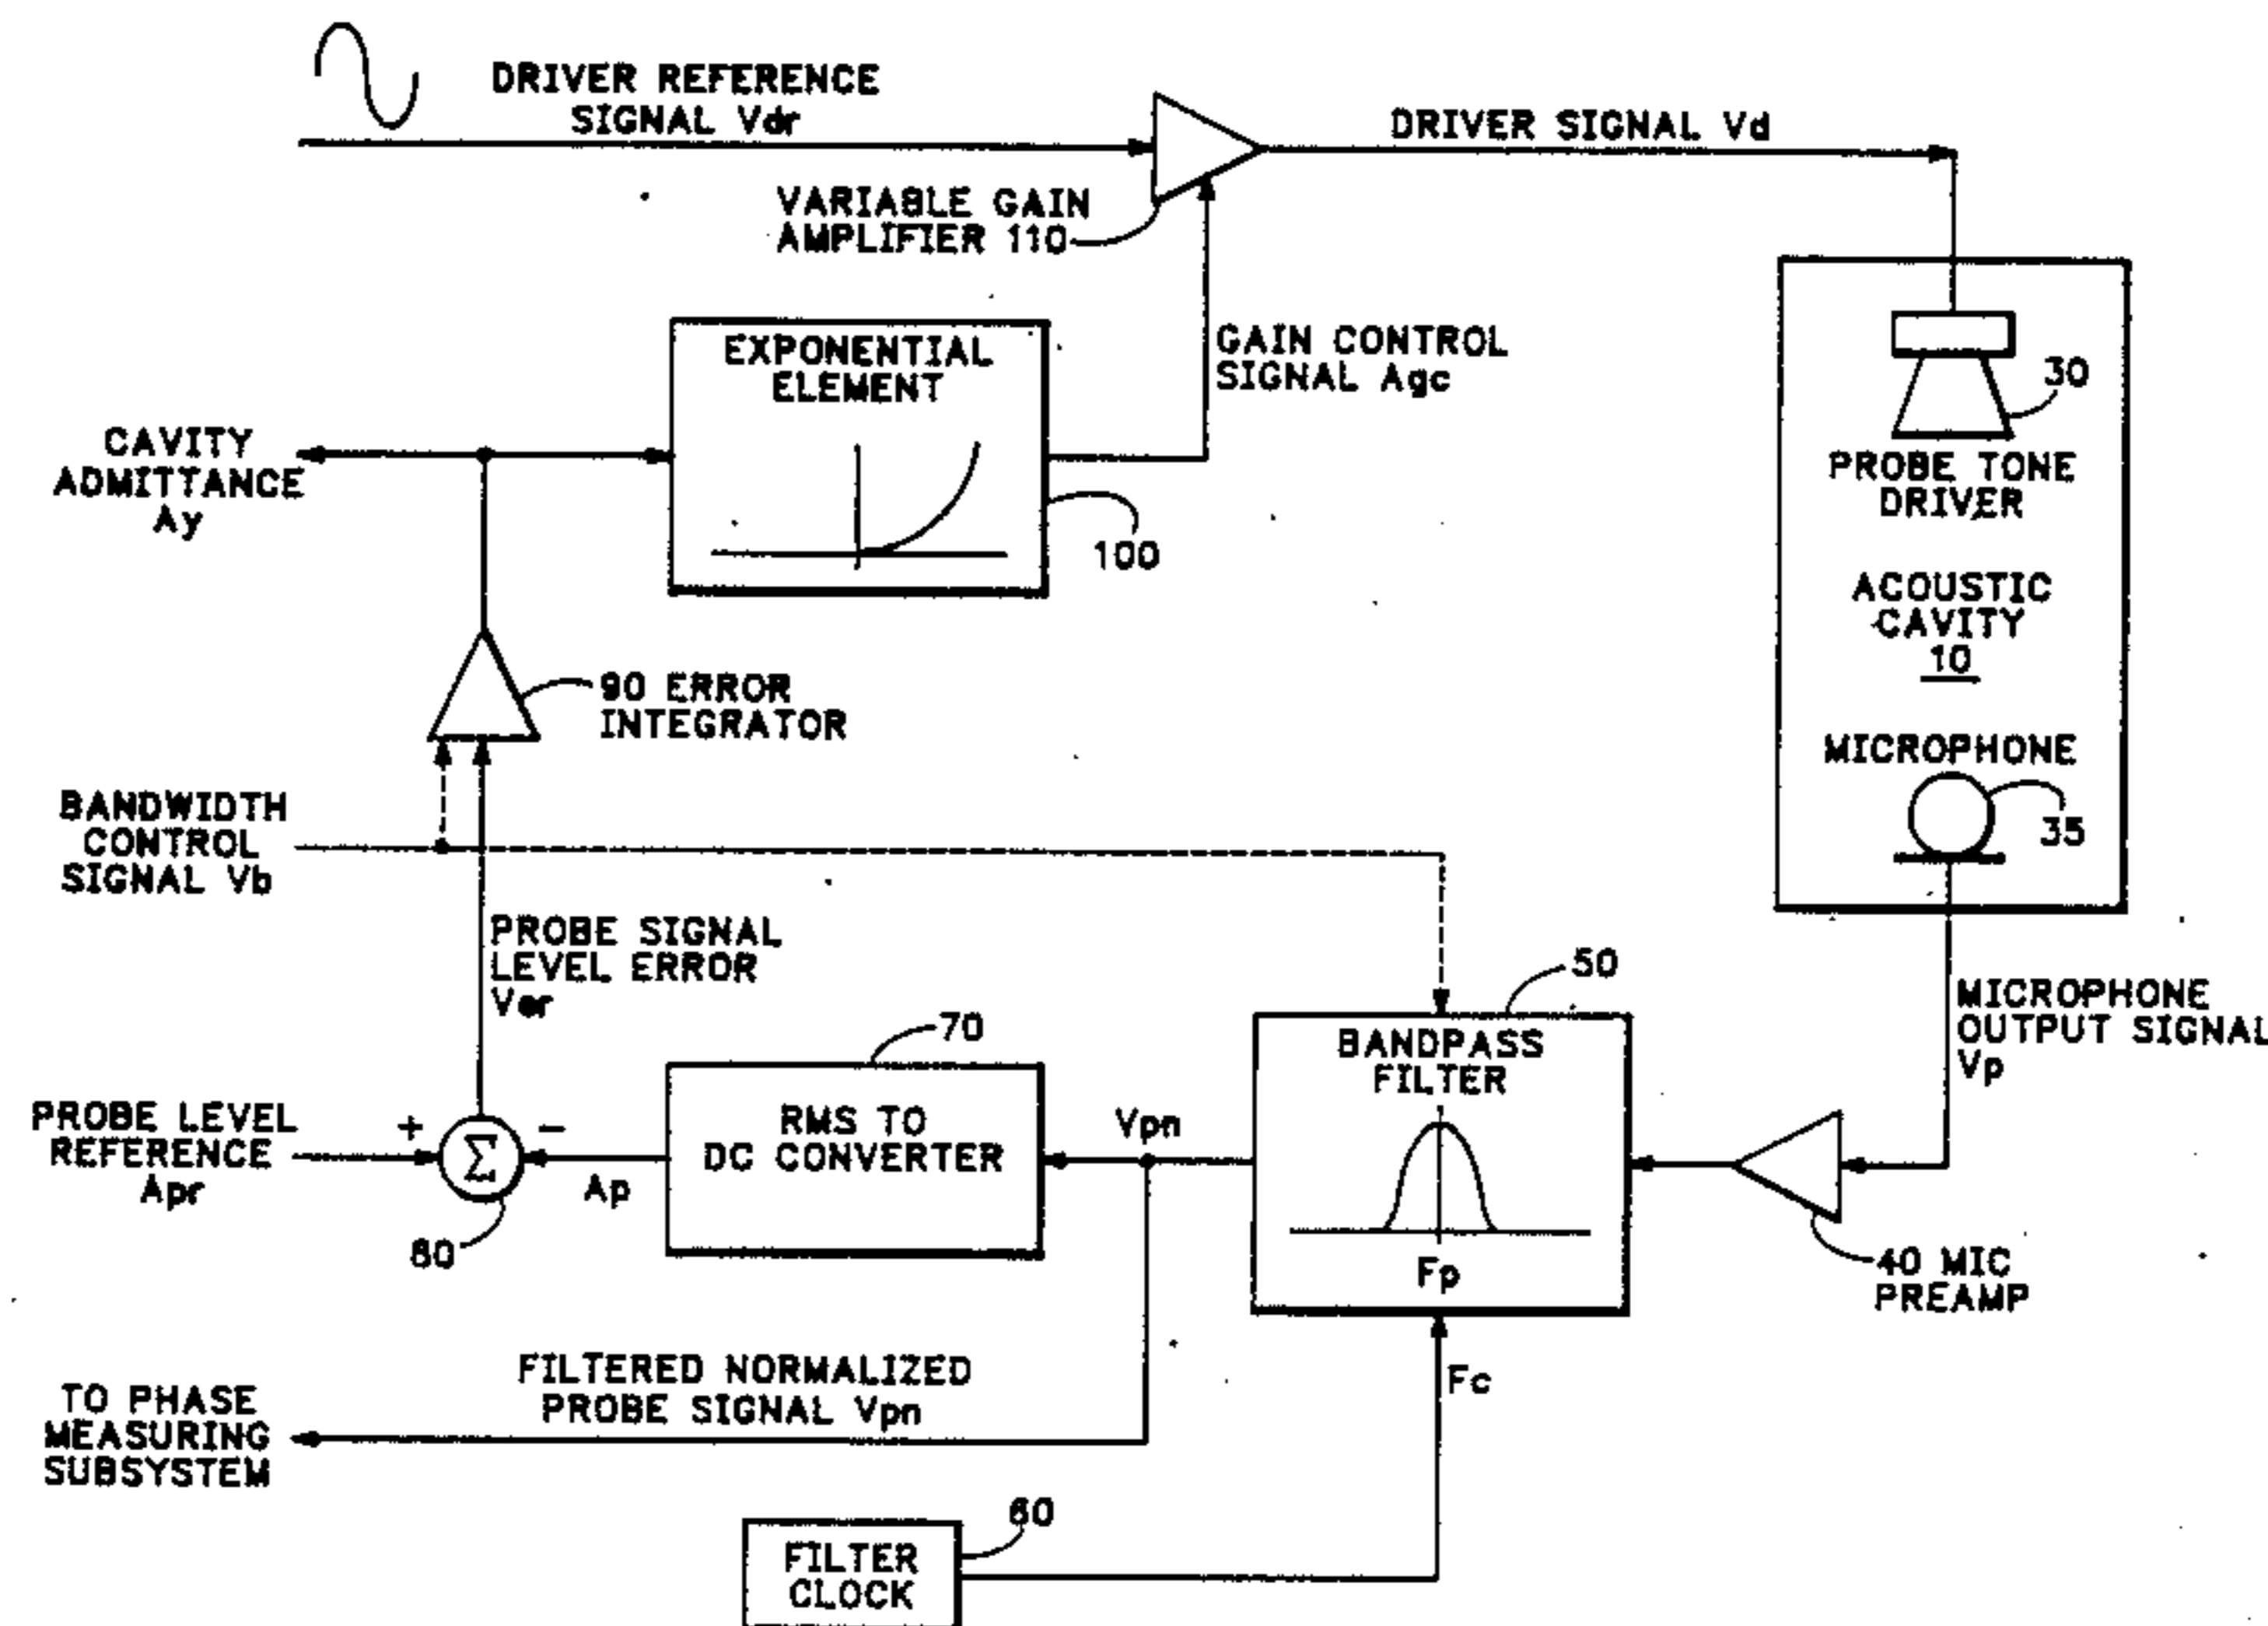 DRIVER REFERENCE
SIGNAL Vdr
DRIVER SIGNAL Vd
VARIABLE GAIN
AMPLIFIER 110
EXPONENTIAL
ELEMENT
100
GAIN CONTROL
SIGNAL Agc
30
PROBE TONE
DRIVER
ACOUSTIC
CAVITY
10
MICROPHONE
35
CAVITY
ADMITTANCE
Ay
90 ERROR
INTEGRATOR
BANDWIDTH
CONTROL
SIGNAL Vb
PROBE SIGNAL
LEVEL ERROR
Ver
50
MICROPHONE
OUTPUT SIGNAL
Vp
70
BANDPASS
FILTER
Fp
PROBE LEVEL
REFERENCE
Apr
+
Σ
−
80
Ap
RMS TO
DC CONVERTER
Vpn
40 MIC
PREAMP
FILTERED NORMALIZED
PROBE SIGNAL Vpn
TO PHASE
MEASURING
SUBSYSTEM
Fc
60
FILTER
CLOCK